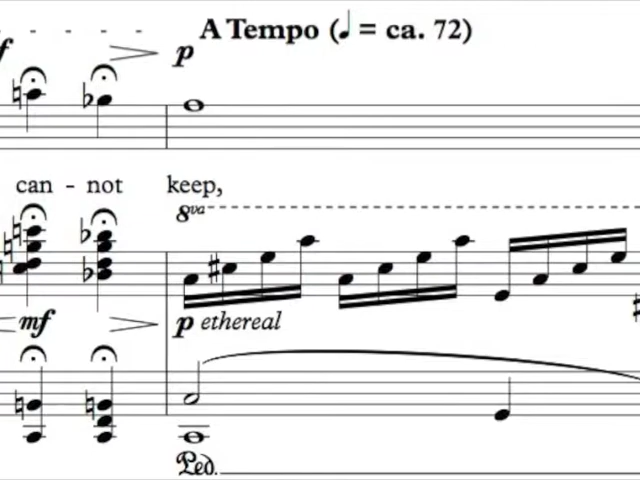 f
A Tempo (♩ = ca. 72)
p
can - not keep,
8va
mf
p ethereal
Ped.